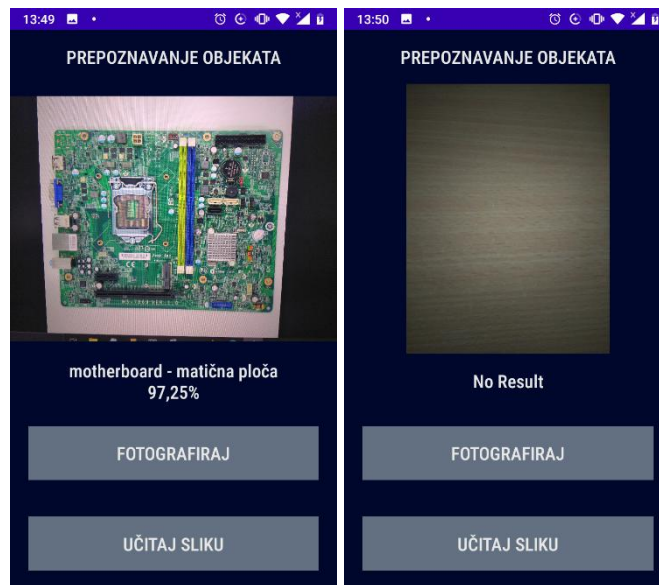 13:49
PREPOZNAVANJE OBJEKATA
motherboard - matična ploča
97,25%
FOTOGRAFIRAJ
UČITAJ SLIKU
13:50
PREPOZNAVANJE OBJEKATA
No Result
FOTOGRAFIRAJ
UČITAJ SLIKU